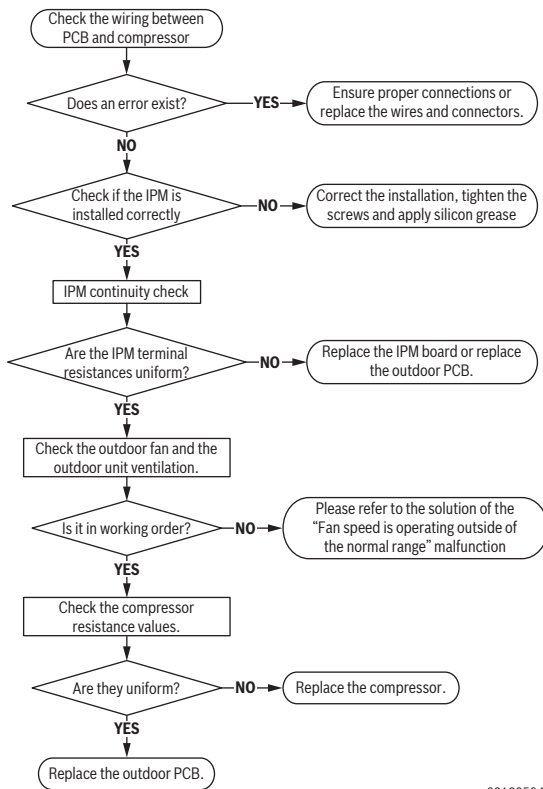 Check the wiring between
PCB and compressor
Does an error exist?
YES
Ensure proper connections or
replace the wires and connectors.
NO
Check if the IPM is
installed correctly
NO
Correct the installation, tighten the
screws and apply silicon grease
YES
IPM continuity check
Are the IPM terminal
resistances uniform?
NO
Replace the IPM board or replace
the outdoor PCB.
YES
Check the outdoor fan and the
outdoor unit ventilation.
Is it in working order?
NO
Please refer to the solution of the
“Fan speed is operating outside of
the normal range” malfunction
YES
Check the compressor
resistance values.
Are they uniform?
NO
Replace the compressor.
YES
Replace the outdoor PCB.